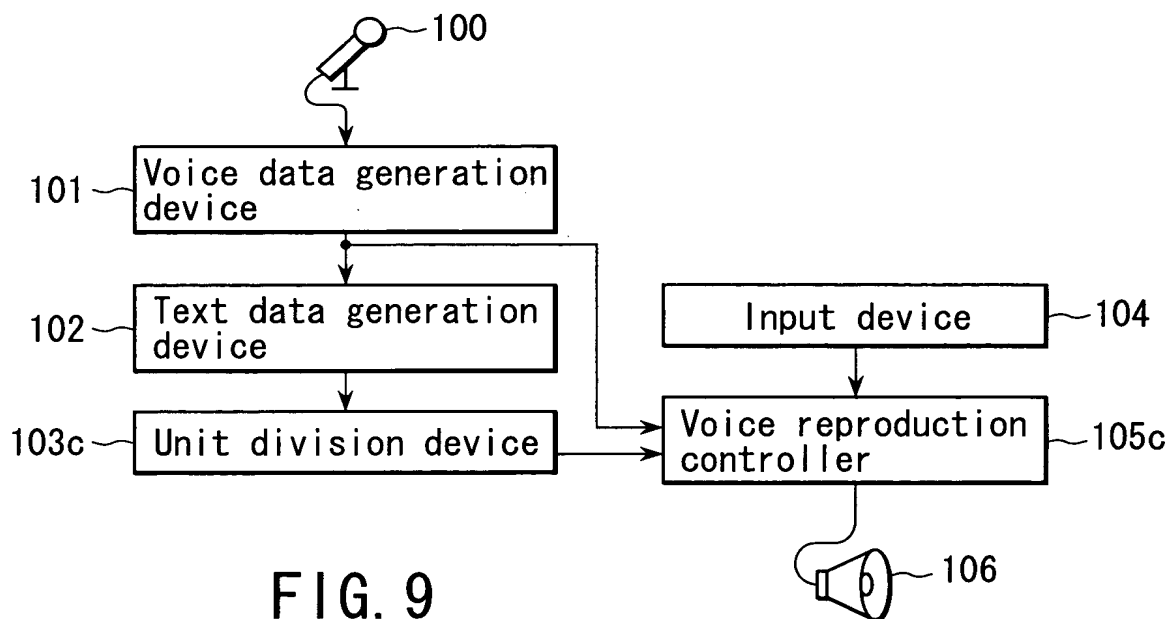 100
101
Voice data generation
device
102
Text data generation
device
Input device
104
103c
Unit division device
Voice reproduction
controller
105c
106
FIG. 9